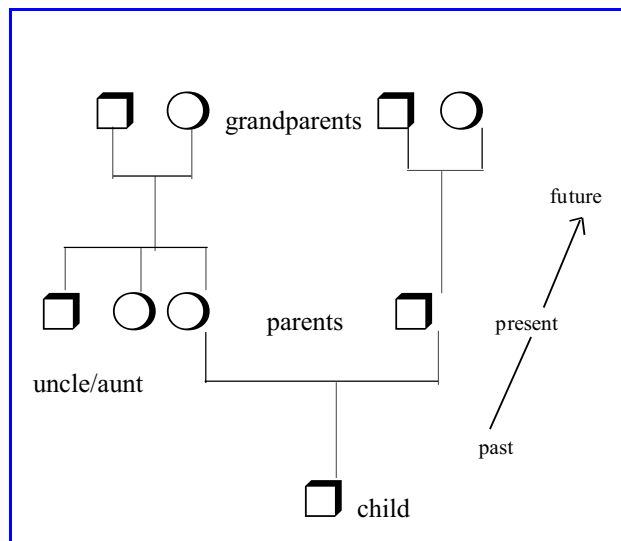 grandparents
future
parents
present
uncle/aunt
past
child